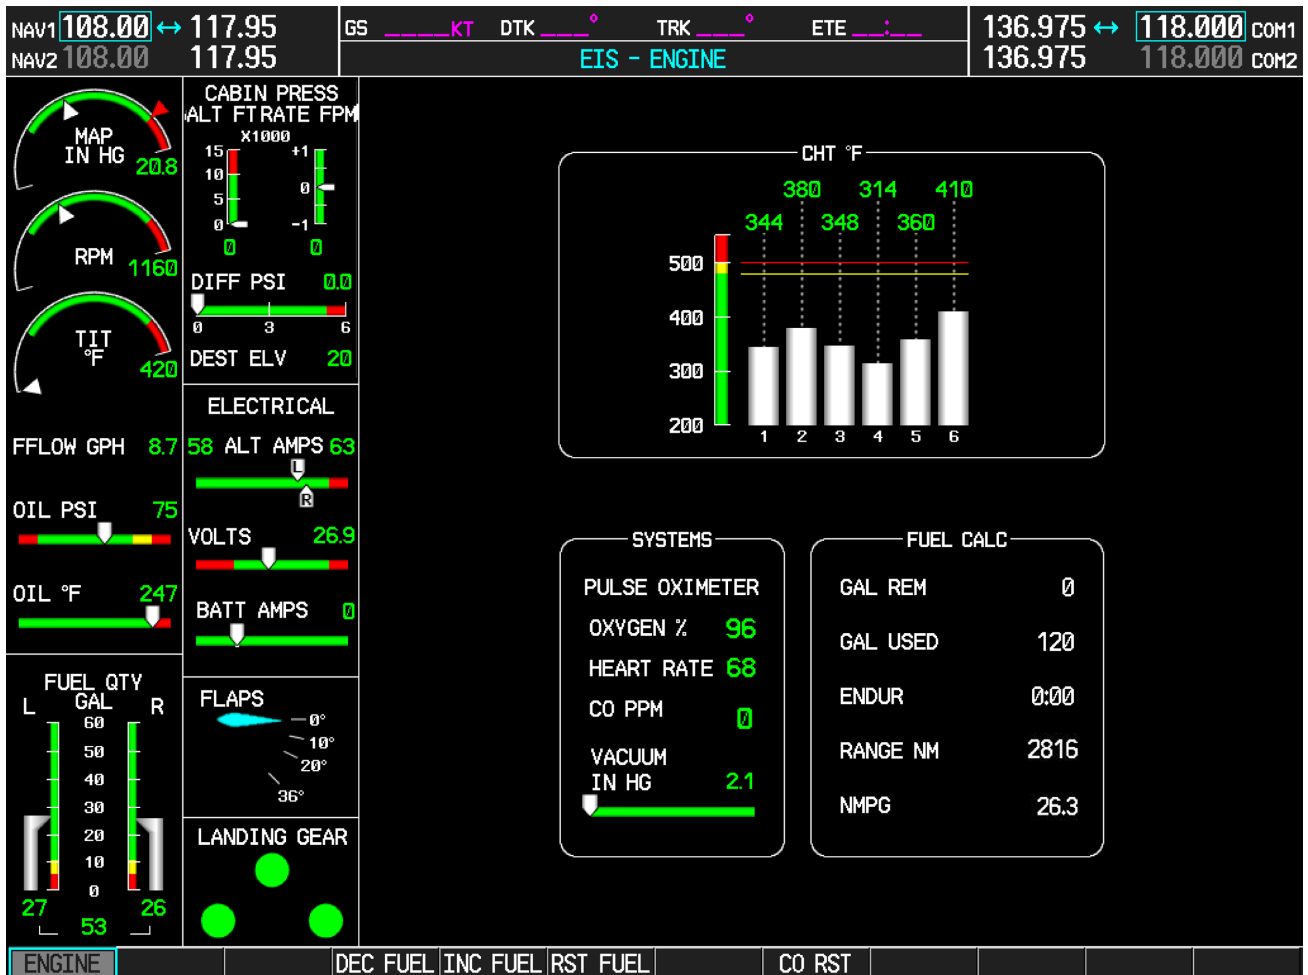 NAV1 108.00 ↔ 117.95
NAV2 108.00 117.95
GS ____KT DTK ___° TRK ___° ETE __:__
EIS - ENGINE
136.975 ↔ 118.000 COM1
136.975 118.000 COM2
MAP
IN HG 20.8
RPM 1160
TIT
°F 420
FFLOW GPH 8.7
OIL PSI 75
OIL °F 247
FUEL QTY
L GAL R
60
50
40
30
20
10
0
27 26
53
CABIN PRESS
ALT FT RATE FPM
X1000
15 +1
10
0
5
0 -1
0 0
DIFF PSI 0.0
0 3 6
DEST ELV 20
ELECTRICAL
58 ALT AMPS 63
L
R
VOLTS 26.9
BATT AMPS 0
FLAPS
0°
10°
20°
36°
LANDING GEAR
CHT °F
380 314 410
344 348 360
500
400
300
200
1 2 3 4 5 6
SYSTEMS
PULSE OXIMETER
OXYGEN % 96
HEART RATE 68
CO PPM 0
VACUUM
IN HG 2.1
FUEL CALC
GAL REM 0
GAL USED 120
ENDUR 0:00
RANGE NM 2816
NMPG 26.3
ENGINE DEC FUEL INC FUEL RST FUEL CO RST